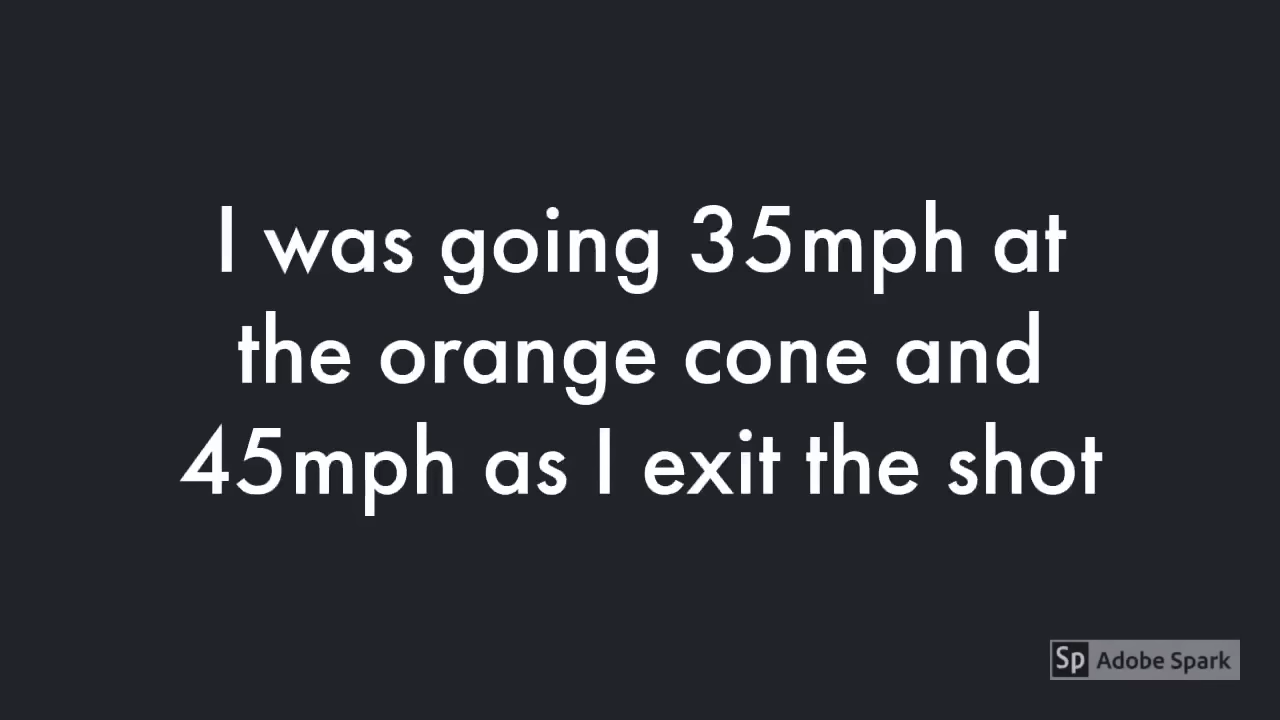 I was going 35mph at
the orange cone and
45mph as I exit the shot
Sp Adobe Spark